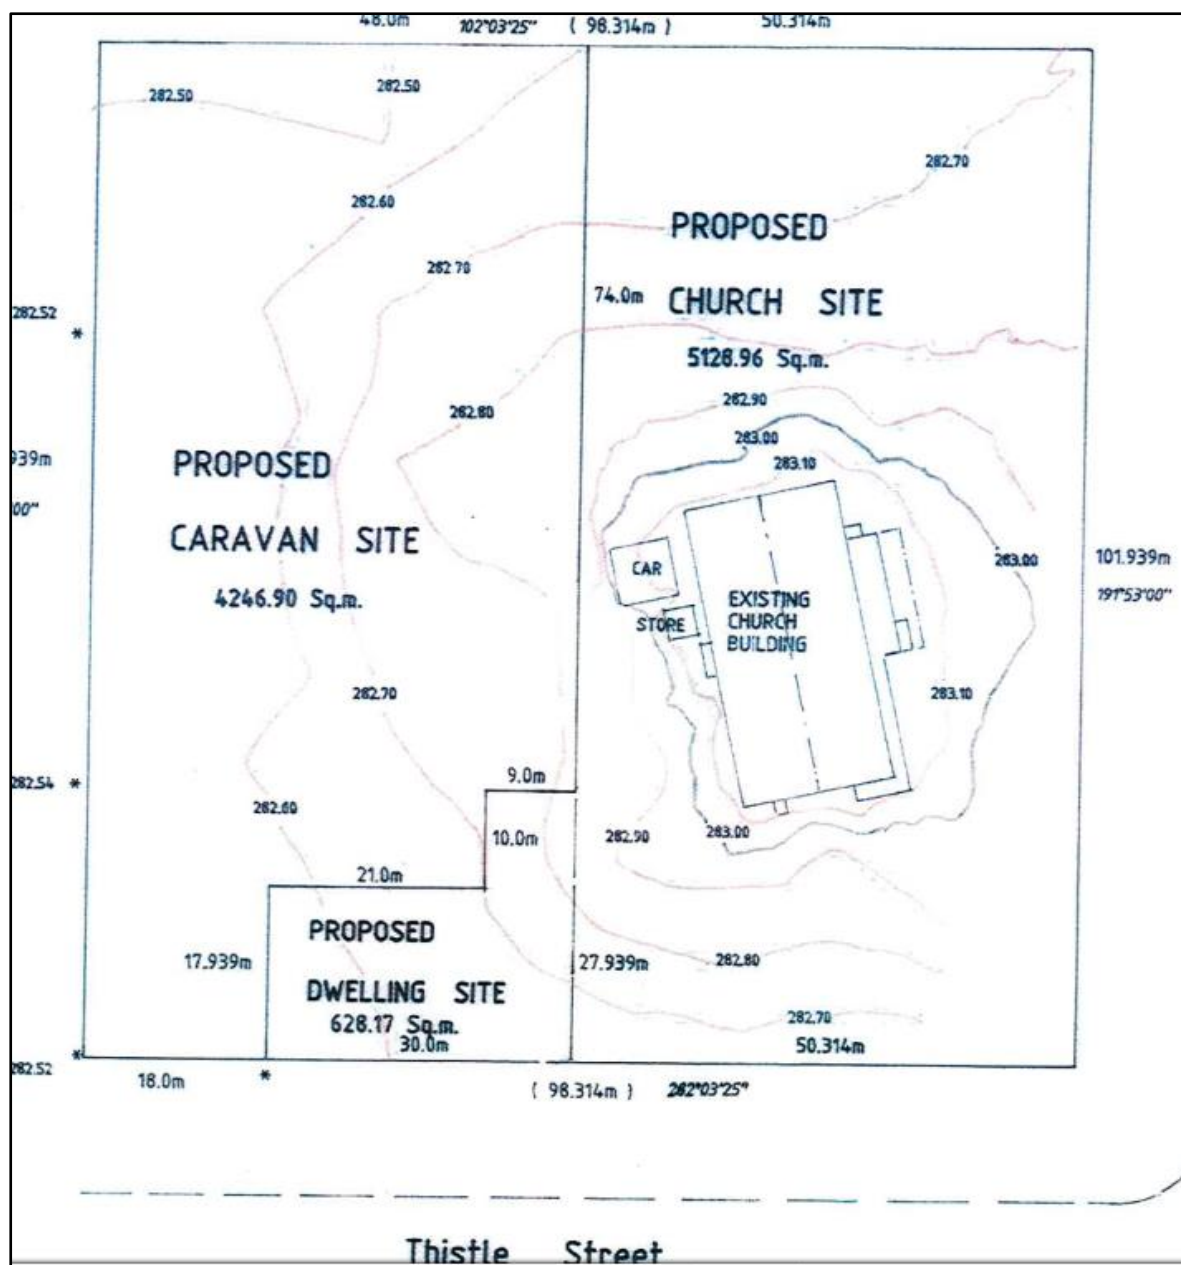 48.0m 102°03'25" ( 98.314m ) 50.314m
282.50 282.50
282.70
282.60
PROPOSED
282.70
74.0m CHURCH SITE
282.52 *
5128.96 Sq.m.
282.90
282.80
283.00
939m PROPOSED 283.10
00"
CARAVAN SITE
283.00 101.939m
CAR
4246.90 Sq.m. EXISTING 191°53'00"
STORE CHURCH
BUILDING
282.70 283.10
282.54 * 9.0m
282.60
10.0m 282.90 283.00
21.0m
PROPOSED
17.939m 27.939m 282.80
DWELLING SITE
628.17 Sq.m. 282.70
30.0m 50.314m
282.52 *
18.0m *
( 98.314m ) 282°03'25"
Thistle Street